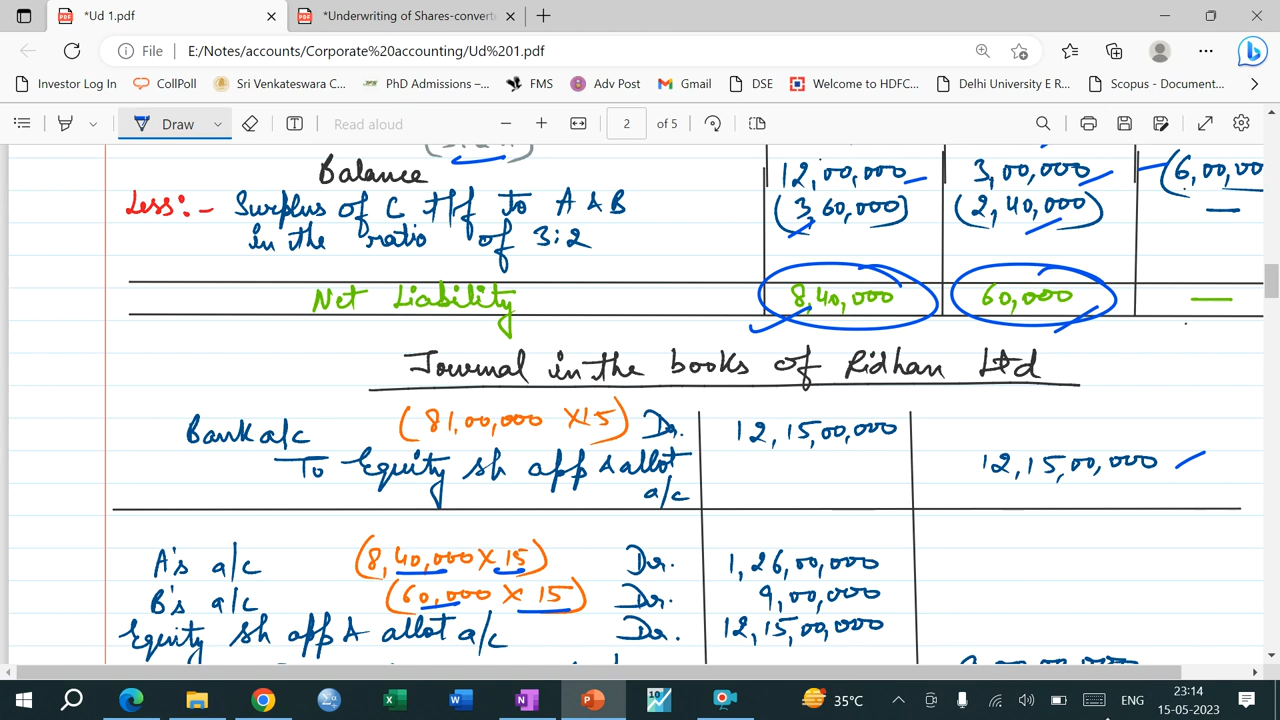 *Ud 1.pdf
*Underwriting of Shares-converte
File
E:/Notes/accounts/Corporate%20accounting/Ud%201.pdf
Investor Log In CollPoll Sri Venkateswara C... PhD Admissions –... FMS Adv Post Gmail DSE Welcome to HDFC... Delhi University E R... Scopus - Document...
Draw Read aloud 2 of 5
Balance 12,00,000 3,00,000 (6,00,00
Less:- Surplus of C t/f to A & B (3,60,000) (2,40,000) —
in the ratio of 3:2
Net Liability 8,40,000 60,000 —
Journal in the books of Ridhan Ltd
Bank a/c (81,00,000 X 15) Dr. 12,15,00,000
To Equity sh app & allot 12,15,00,000
a/c
A's a/c (8,40,000 X 15) Dr. 1,26,00,000
B's a/c (60,000 X 15) Dr. 9,00,000
Equity sh app & allot a/c Dr. 12,15,00,000
35°C ENG 23:14
15-05-2023